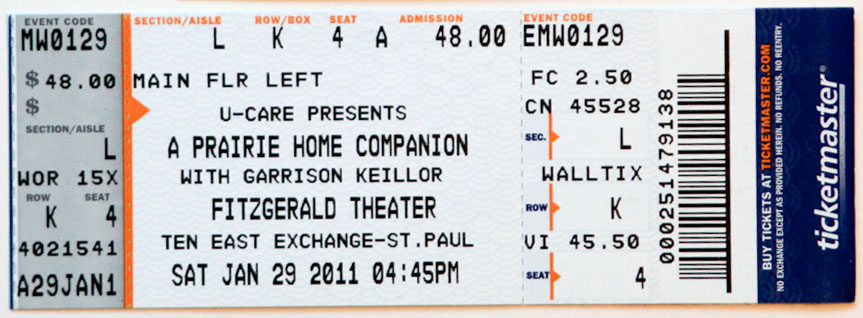 EVENT CODE
MW0129
$ 48.00
$
SECTION/AISLE
L
WOR 15X
ROW SEAT
K 4
4021541
A29JAN1
SECTION/AISLE ROW/BOX SEAT ADMISSION
L K 4 A 48.00
MAIN FLR LEFT
U-CARE PRESENTS
A PRAIRIE HOME COMPANION
WITH GARRISON KEILLOR
FITZGERALD THEATER
TEN EAST EXCHANGE-ST.PAUL
SAT JAN 29 2011 04:45PM
EVENT CODE
EMW0129
FC 2.50
CN 45528
SEC. L
WALLTIX
ROW K
VI 45.50
SEAT 4
000251479138
BUY TICKETS AT TICKETMASTER.COM
NO EXCHANGE EXCEPT AS PROVIDED HEREIN. NO REFUNDS. NO REENTRY.
ticketmaster®